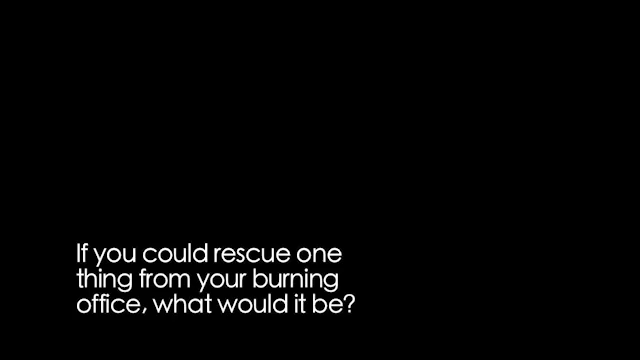 If you could rescue one
thing from your burning
office, what would it be?